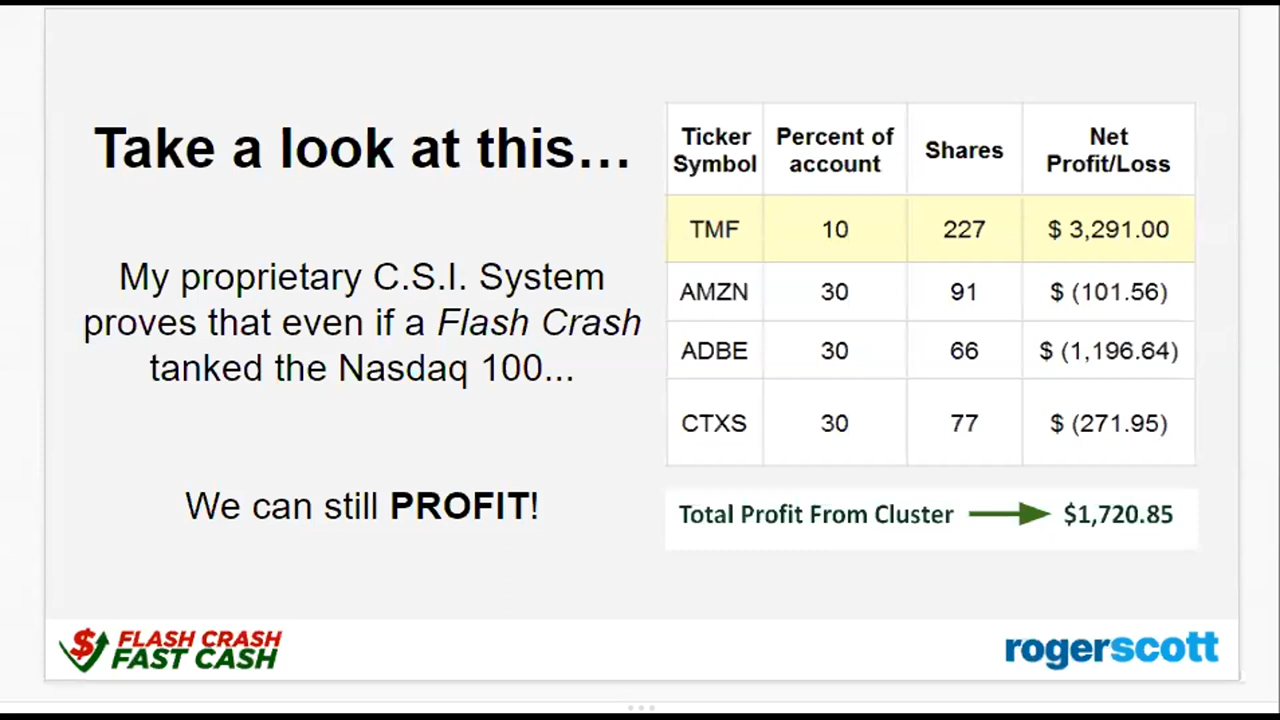 Take a look at this…
My proprietary C.S.I. System
proves that even if a Flash Crash
tanked the Nasdaq 100...
We can still PROFIT!
Ticker Symbol Percent of account Shares Net Profit/Loss
TMF 10 227 $ 3,291.00
AMZN 30 91 $ (101.56)
ADBE 30 66 $ (1,196.64)
CTXS 30 77 $ (271.95)
Total Profit From Cluster $1,720.85
$ FLASH CRASH
FAST CASH
rogerscott